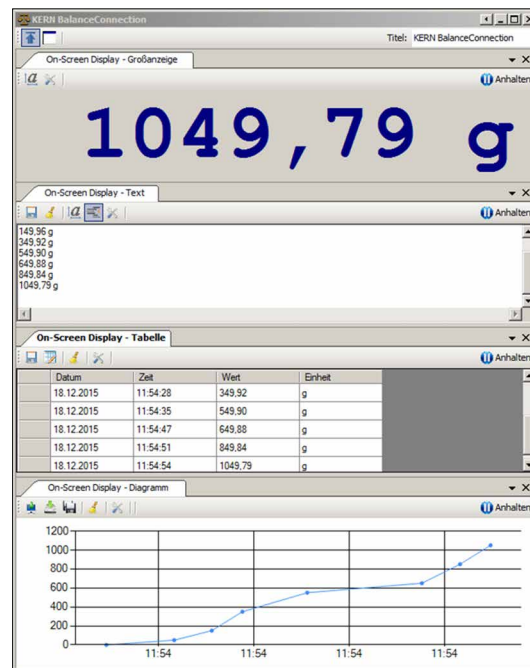 KERN BalanceConnection
Titel: KERN BalanceConnection
On-Screen Display - Großanzeige
a Anhalten
1049,79 g
On-Screen Display - Text
a Anhalten
149,96 g
349,92 g
549,90 g
649,88 g
849,84 g
1049,79 g
On-Screen Display - Tabelle
Anhalten
Datum Zeit Wert Einheit
18.12.2015 11:54:28 349,92 g
18.12.2015 11:54:35 549,90 g
18.12.2015 11:54:47 649,88 g
18.12.2015 11:54:51 849,84 g
18.12.2015 11:54:54 1049,79 g
On-Screen Display - Diagramm
Anhalten
1200
1000
800
600
400
200
0
11:54 11:54 11:54 11:54